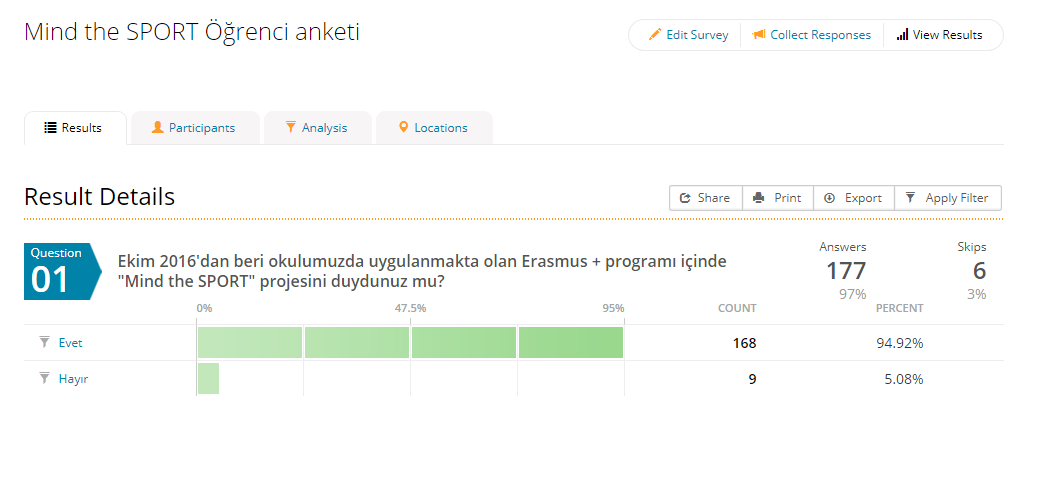 Mind the SPORT Öğrenci anketi
Edit Survey
Collect Responses
View Results
Results
Participants
Analysis
Locations
Result Details
Share
Print
Export
Apply Filter
Question
01
Ekim 2016'dan beri okulumuzda uygulanmakta olan Erasmus + programı içinde
"Mind the SPORT" projesini duydunuz mu?
Answers
177
97%
Skips
6
3%
0% 47.5% 95% COUNT PERCENT
Evet 168 94.92%
Hayır 9 5.08%